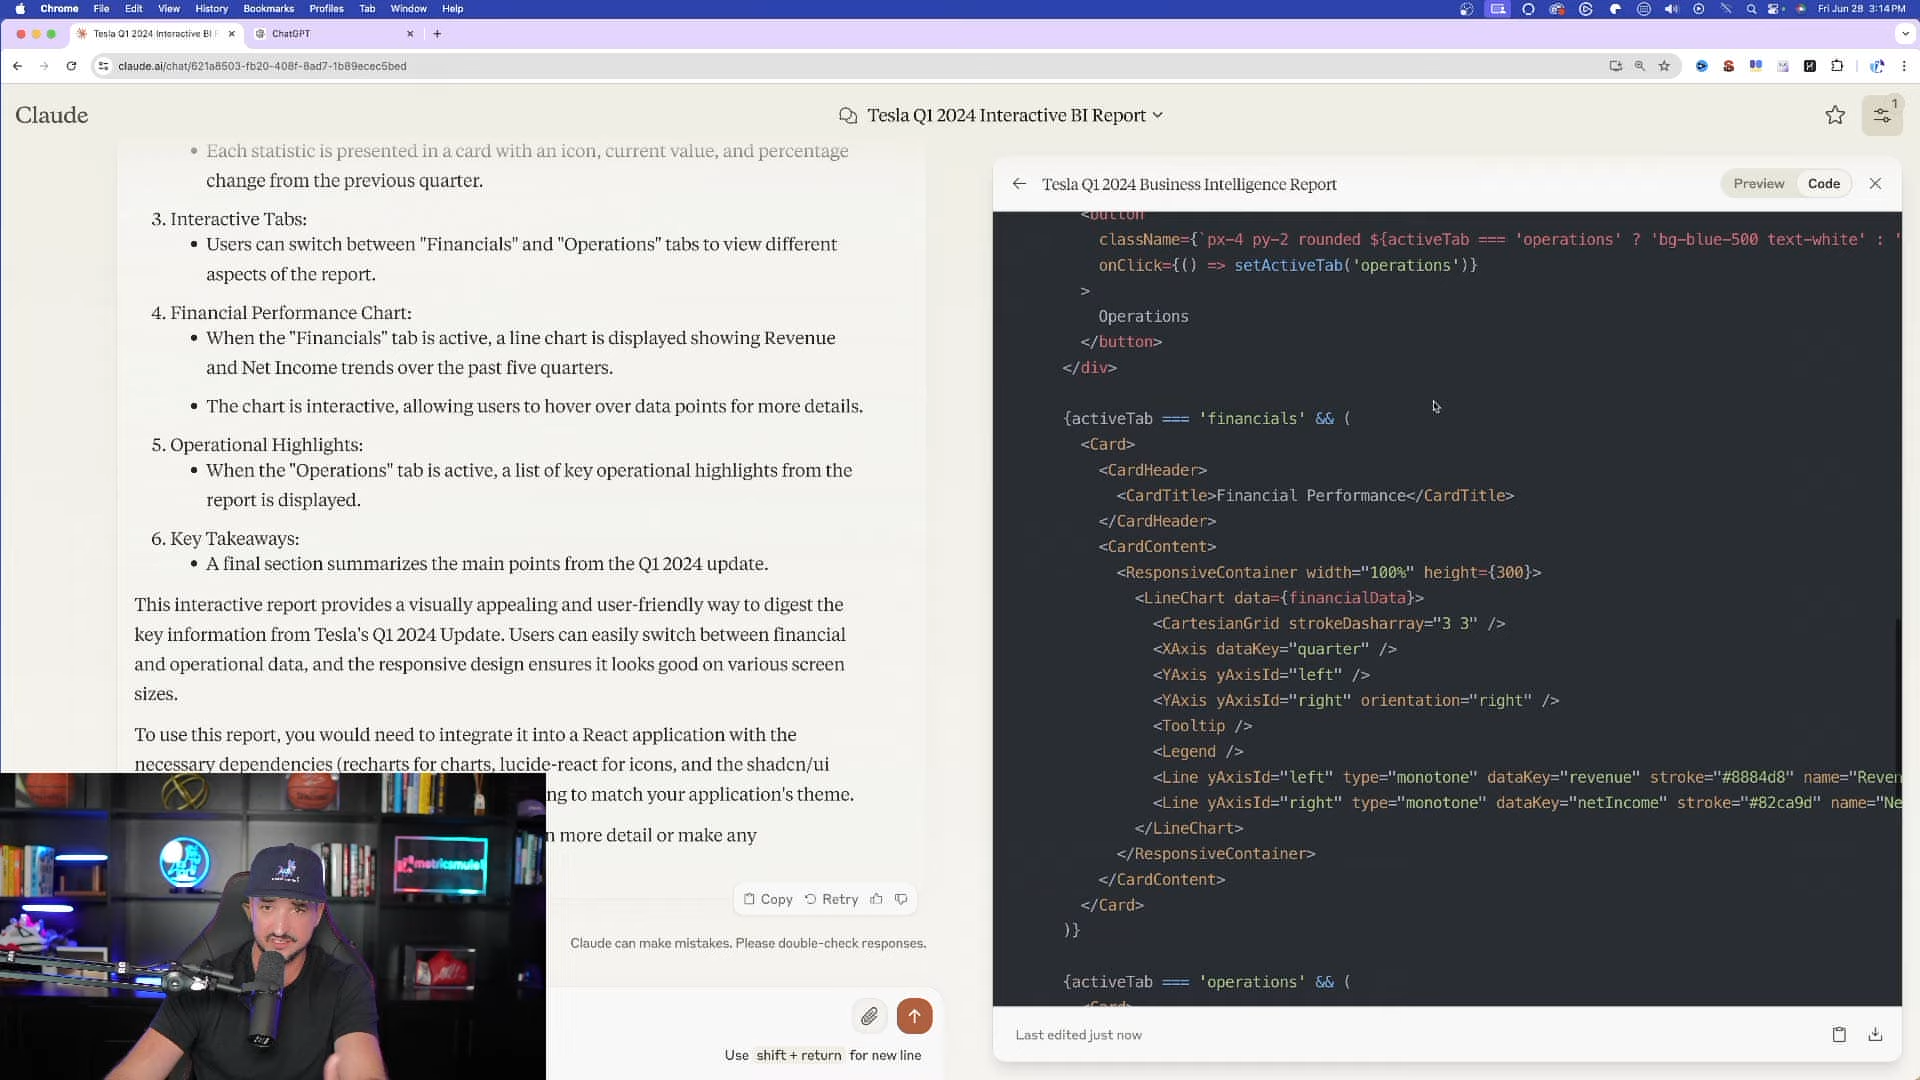 Chrome File Edit View History Bookmarks Profiles Tab Window Help
Fri Jun 28 3:14 PM
Tesla Q1 2024 Interactive BI R
ChatGPT
claude.ai/chat/621a8503-fb20-408f-8ad7-1b89ecec5bed
Claude
Tesla Q1 2024 Interactive BI Report
1
• Each statistic is presented in a card with an icon, current value, and percentage
change from the previous quarter.
3. Interactive Tabs:
• Users can switch between "Financials" and "Operations" tabs to view different
aspects of the report.
4. Financial Performance Chart:
• When the "Financials" tab is active, a line chart is displayed showing Revenue
and Net Income trends over the past five quarters.
• The chart is interactive, allowing users to hover over data points for more details.
5. Operational Highlights:
• When the "Operations" tab is active, a list of key operational highlights from the
report is displayed.
6. Key Takeaways:
• A final section summarizes the main points from the Q1 2024 update.
This interactive report provides a visually appealing and user-friendly way to digest the
key information from Tesla's Q1 2024 Update. Users can easily switch between financial
and operational data, and the responsive design ensures it looks good on various screen
sizes.
To use this report, you would need to integrate it into a React application with the
necessary dependencies (recharts for charts, lucide-react for icons, and the shadcn/ui
ng to match your application's theme.
n more detail or make any
Copy Retry
Claude can make mistakes. Please double-check responses.
Use shift + return for new line
metricsmule
Tesla Q1 2024 Business Intelligence Report
Preview Code
<button
className={`px-4 py-2 rounded ${activeTab === 'operations' ? 'bg-blue-500 text-white' : '
onClick={() => setActiveTab('operations')}
>
Operations
</button>
</div>
{activeTab === 'financials' && (
<Card>
<CardHeader>
<CardTitle>Financial Performance</CardTitle>
</CardHeader>
<CardContent>
<ResponsiveContainer width="100%" height={300}>
<LineChart data={financialData}>
<CartesianGrid strokeDasharray="3 3" />
<XAxis dataKey="quarter" />
<YAxis yAxisId="left" />
<YAxis yAxisId="right" orientation="right" />
<Tooltip />
<Legend />
<Line yAxisId="left" type="monotone" dataKey="revenue" stroke="#8884d8" name="Reven
<Line yAxisId="right" type="monotone" dataKey="netIncome" stroke="#82ca9d" name="Ne
</LineChart>
</ResponsiveContainer>
</CardContent>
</Card>
)}
{activeTab === 'operations' && (
<Card>
Last edited just now